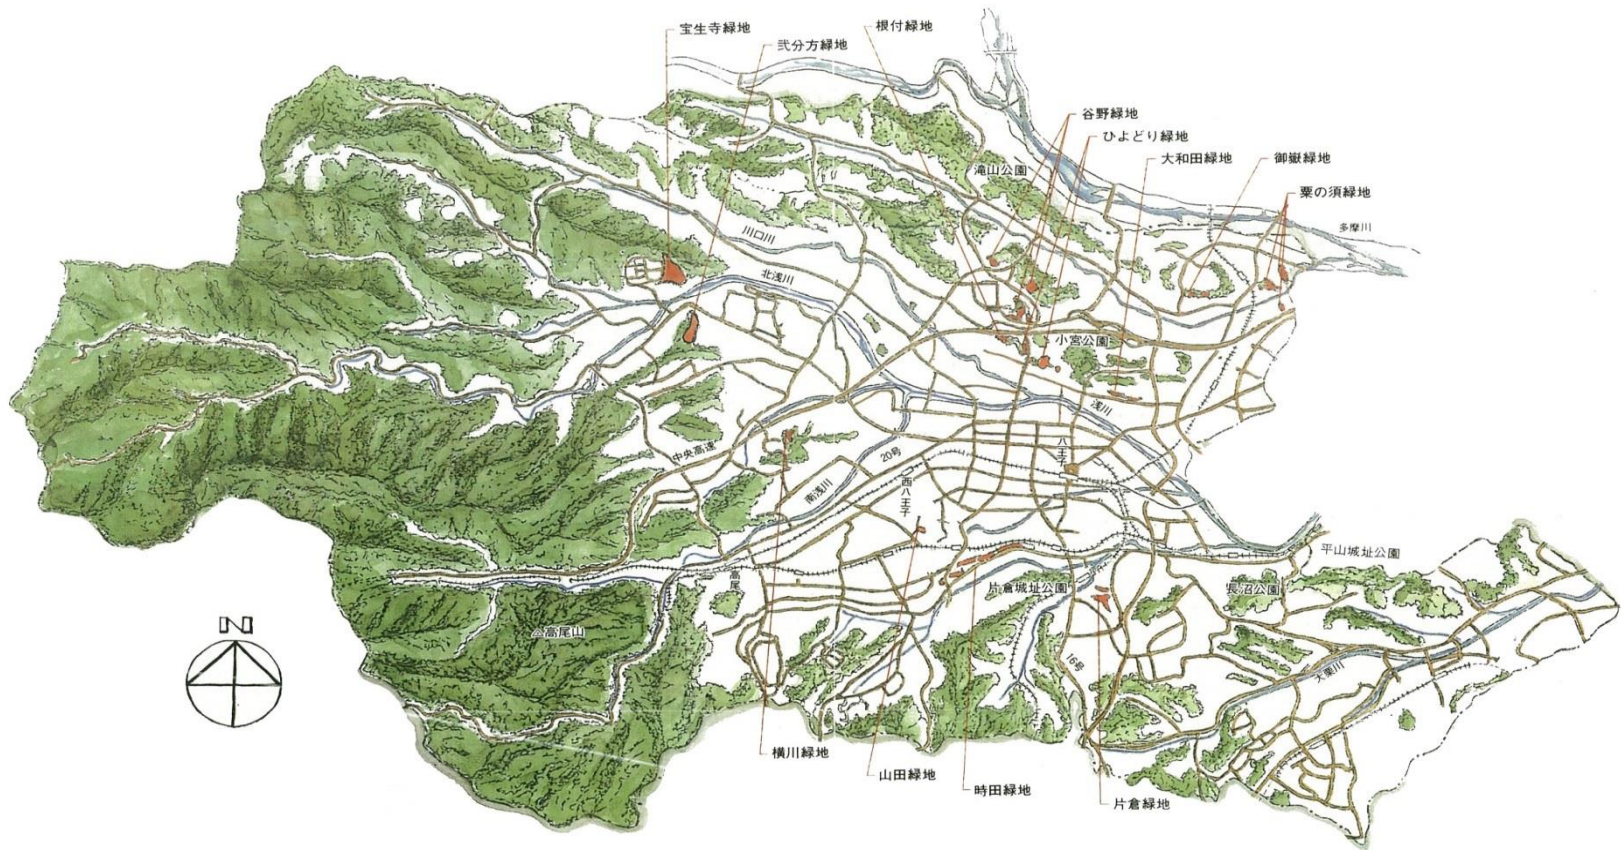 宝生寺緑地
弐分方緑地
根付緑地
谷野緑地
ひよどり緑地
大和田緑地
御嶽緑地
粟の須緑地
滝山公園
多摩川
川口川
北浅川
小宮公園
浅川
中央高速
20号
南浅川
西八王子
八王子
高尾
片倉城址公園
長沼公園
平山城址公園
△高尾山
16号
大栗川
N
横川緑地
山田緑地
時田緑地
片倉緑地